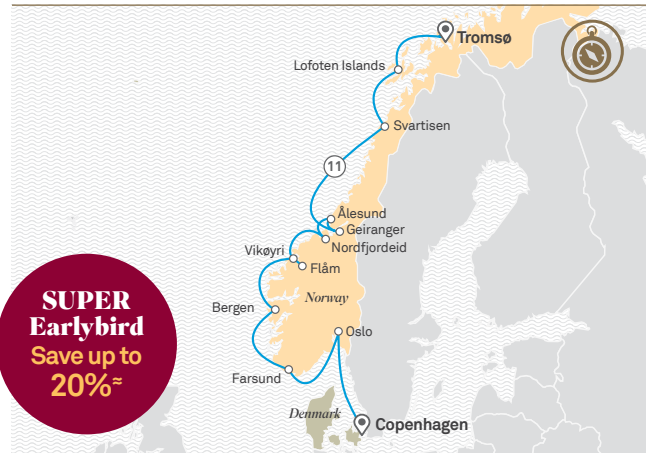 Tromsø
Lofoten Islands
Svartisen
11
Ålesund
Geiranger
Nordfjordeid
Vikøyri
Flåm
Norway
Bergen
Oslo
Farsund
Denmark
Copenhagen
SUPER
Earlybird
Save up to
20%≈